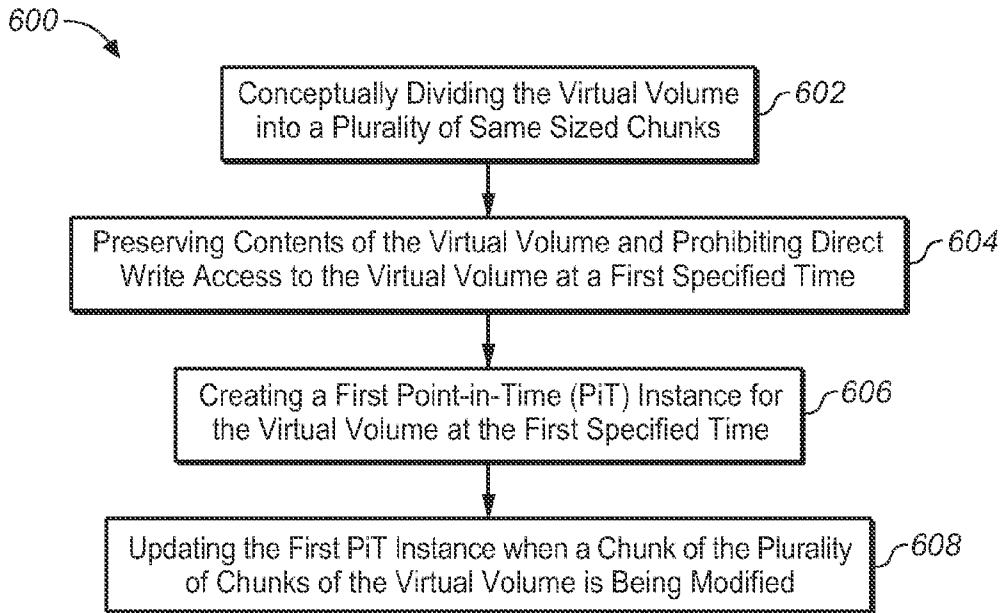 600
Conceptually Dividing the Virtual Volume
into a Plurality of Same Sized Chunks
602
Preserving Contents of the Virtual Volume and Prohibiting Direct
Write Access to the Virtual Volume at a First Specified Time
604
Creating a First Point-in-Time (PiT) Instance for
the Virtual Volume at the First Specified Time
606
Updating the First PiT Instance when a Chunk of the Plurality
of Chunks of the Virtual Volume is Being Modified
608